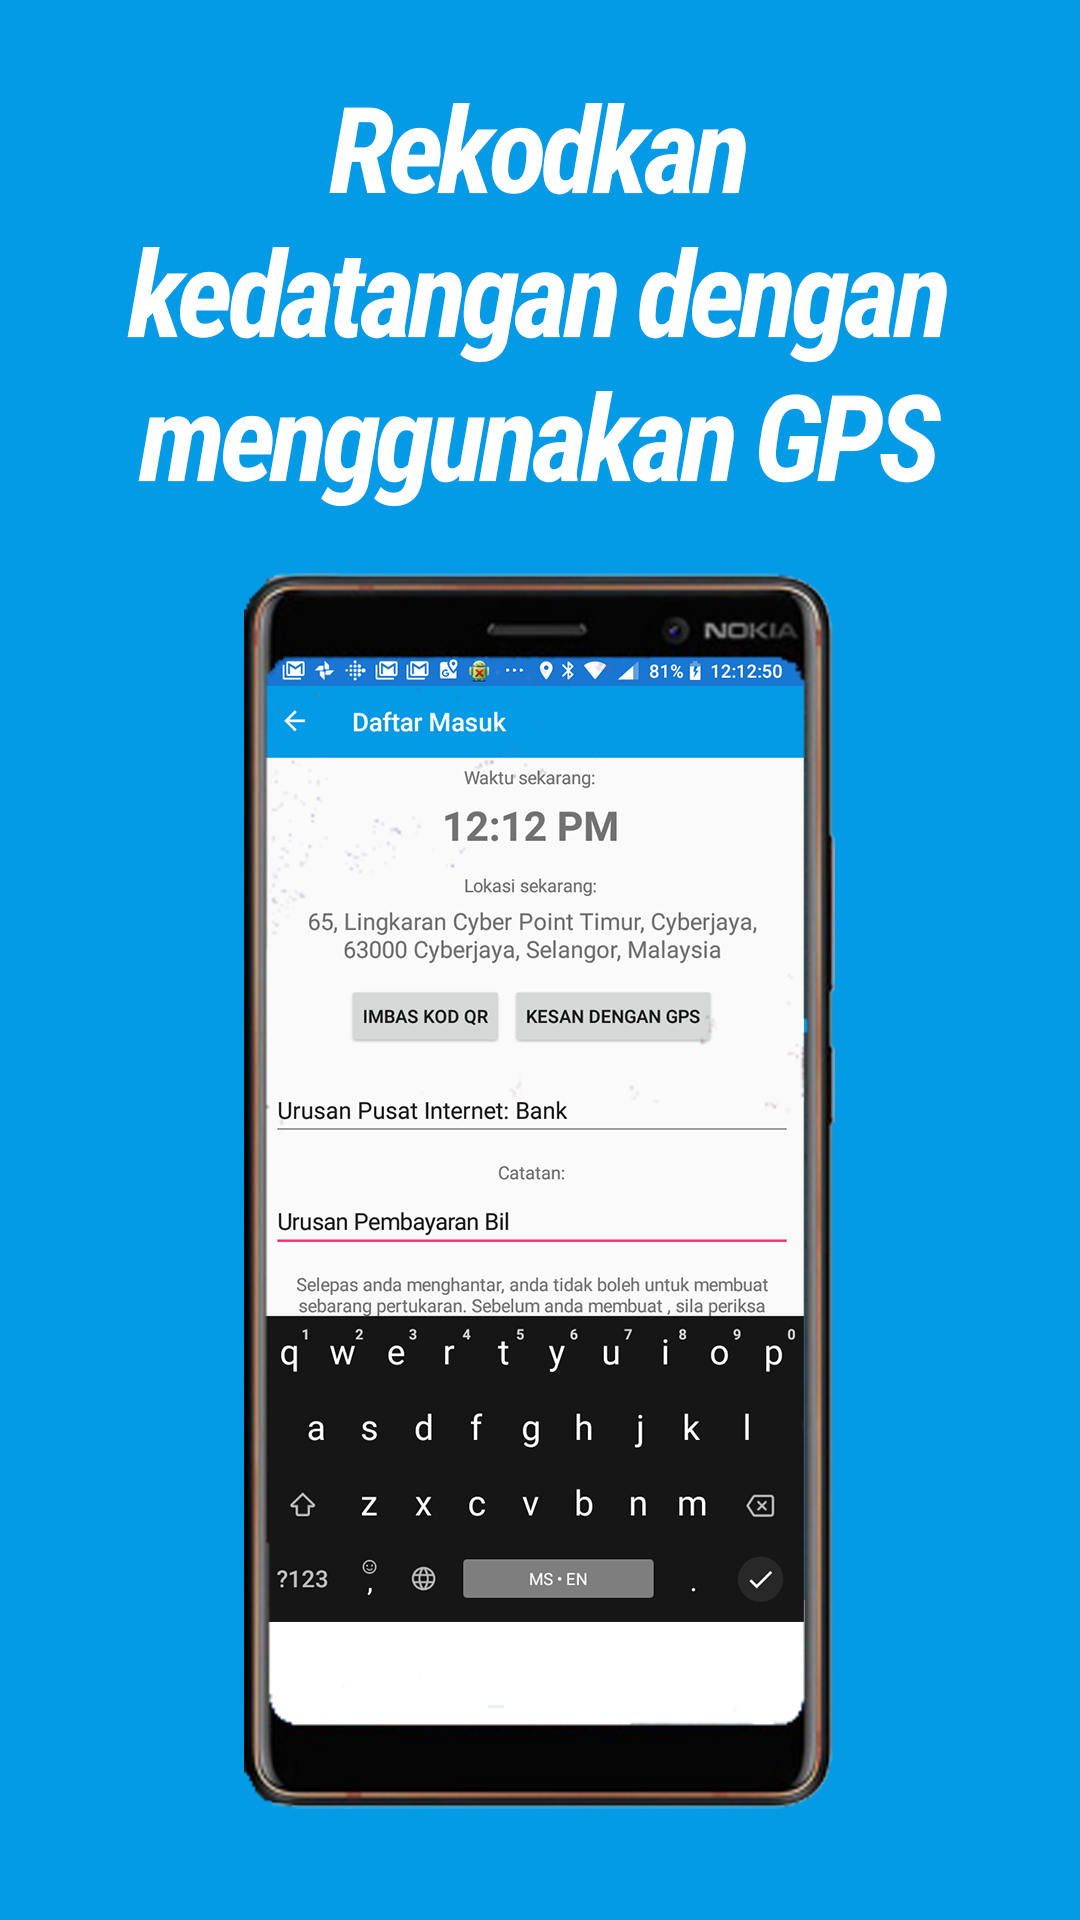 Rekodkan
kedatangan dengan
menggunakan GPS
NOKIA
81% 12:12:50
Daftar Masuk
Waktu sekarang:
12:12 PM
Lokasi sekarang:
65, Lingkaran Cyber Point Timur, Cyberjaya,
63000 Cyberjaya, Selangor, Malaysia
IMBAS KOD QR KESAN DENGAN GPS
Urusan Pusat Internet: Bank
Catatan:
Urusan Pembayaran Bil
Selepas anda menghantar, anda tidak boleh untuk membuat
sebarang pertukaran. Sebelum anda membuat , sila periksa
1 2 3 4 5 6 7 8 9 0
q w e r t y u i o p
a s d f g h j k l
z x c v b n m
?123 , MS • EN .